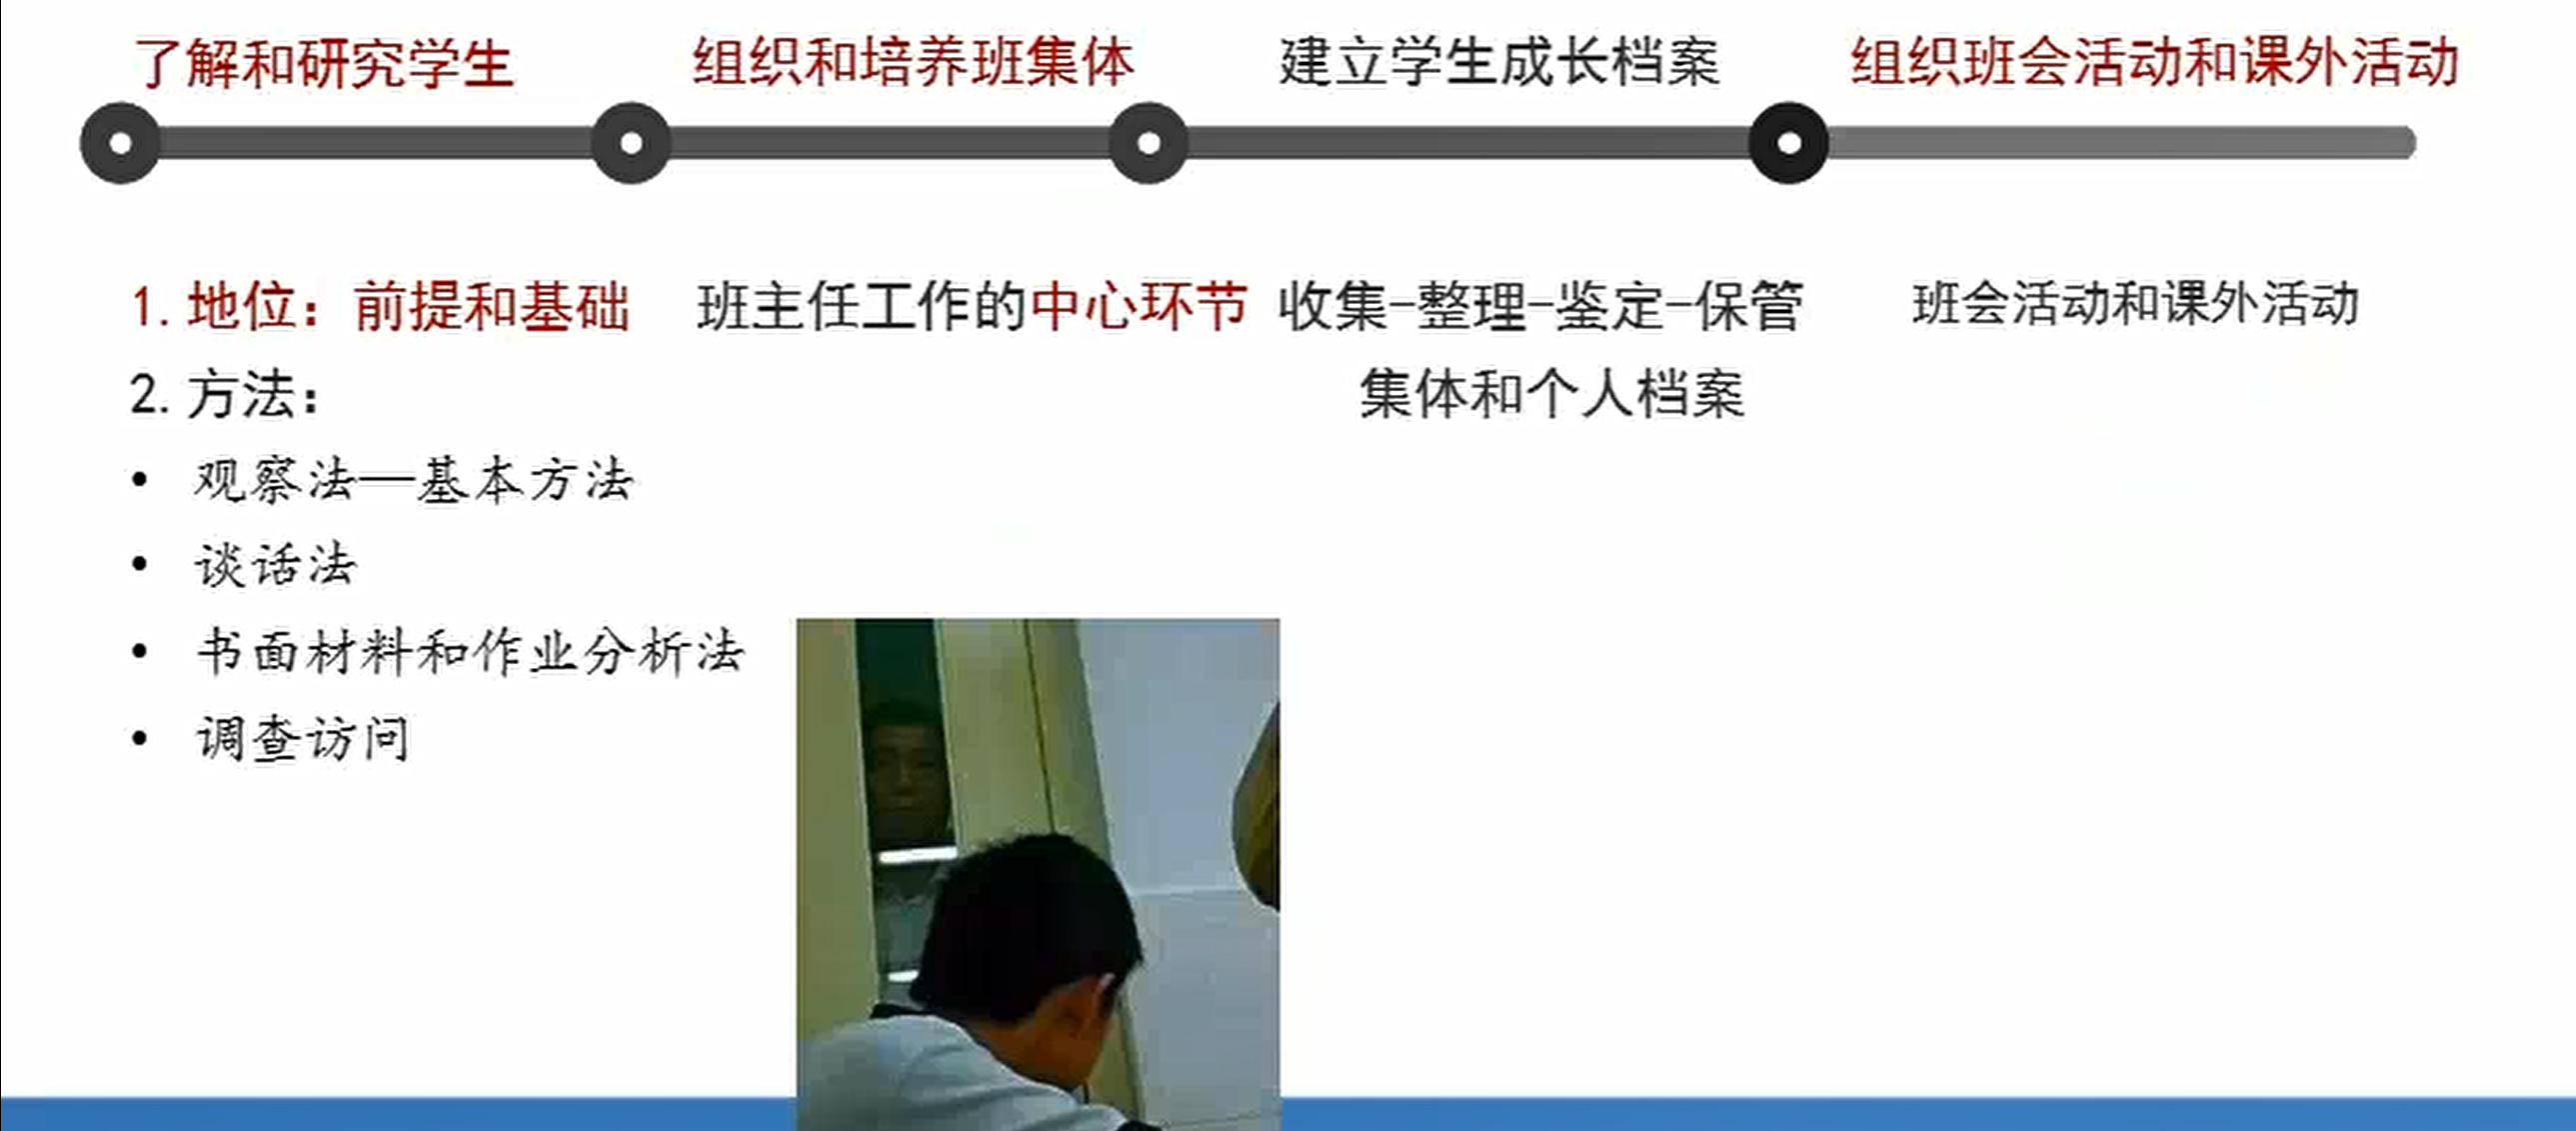 了解和研究学生
组织和培养班集体
建立学生成长档案
组织班会活动和课外活动
1.地位：前提和基础
班主任工作的中心环节
收集-整理-鉴定-保管
班会活动和课外活动
2.方法：
集体和个人档案
• 观察法—基本方法
• 谈话法
• 书面材料和作业分析法
• 调查访问